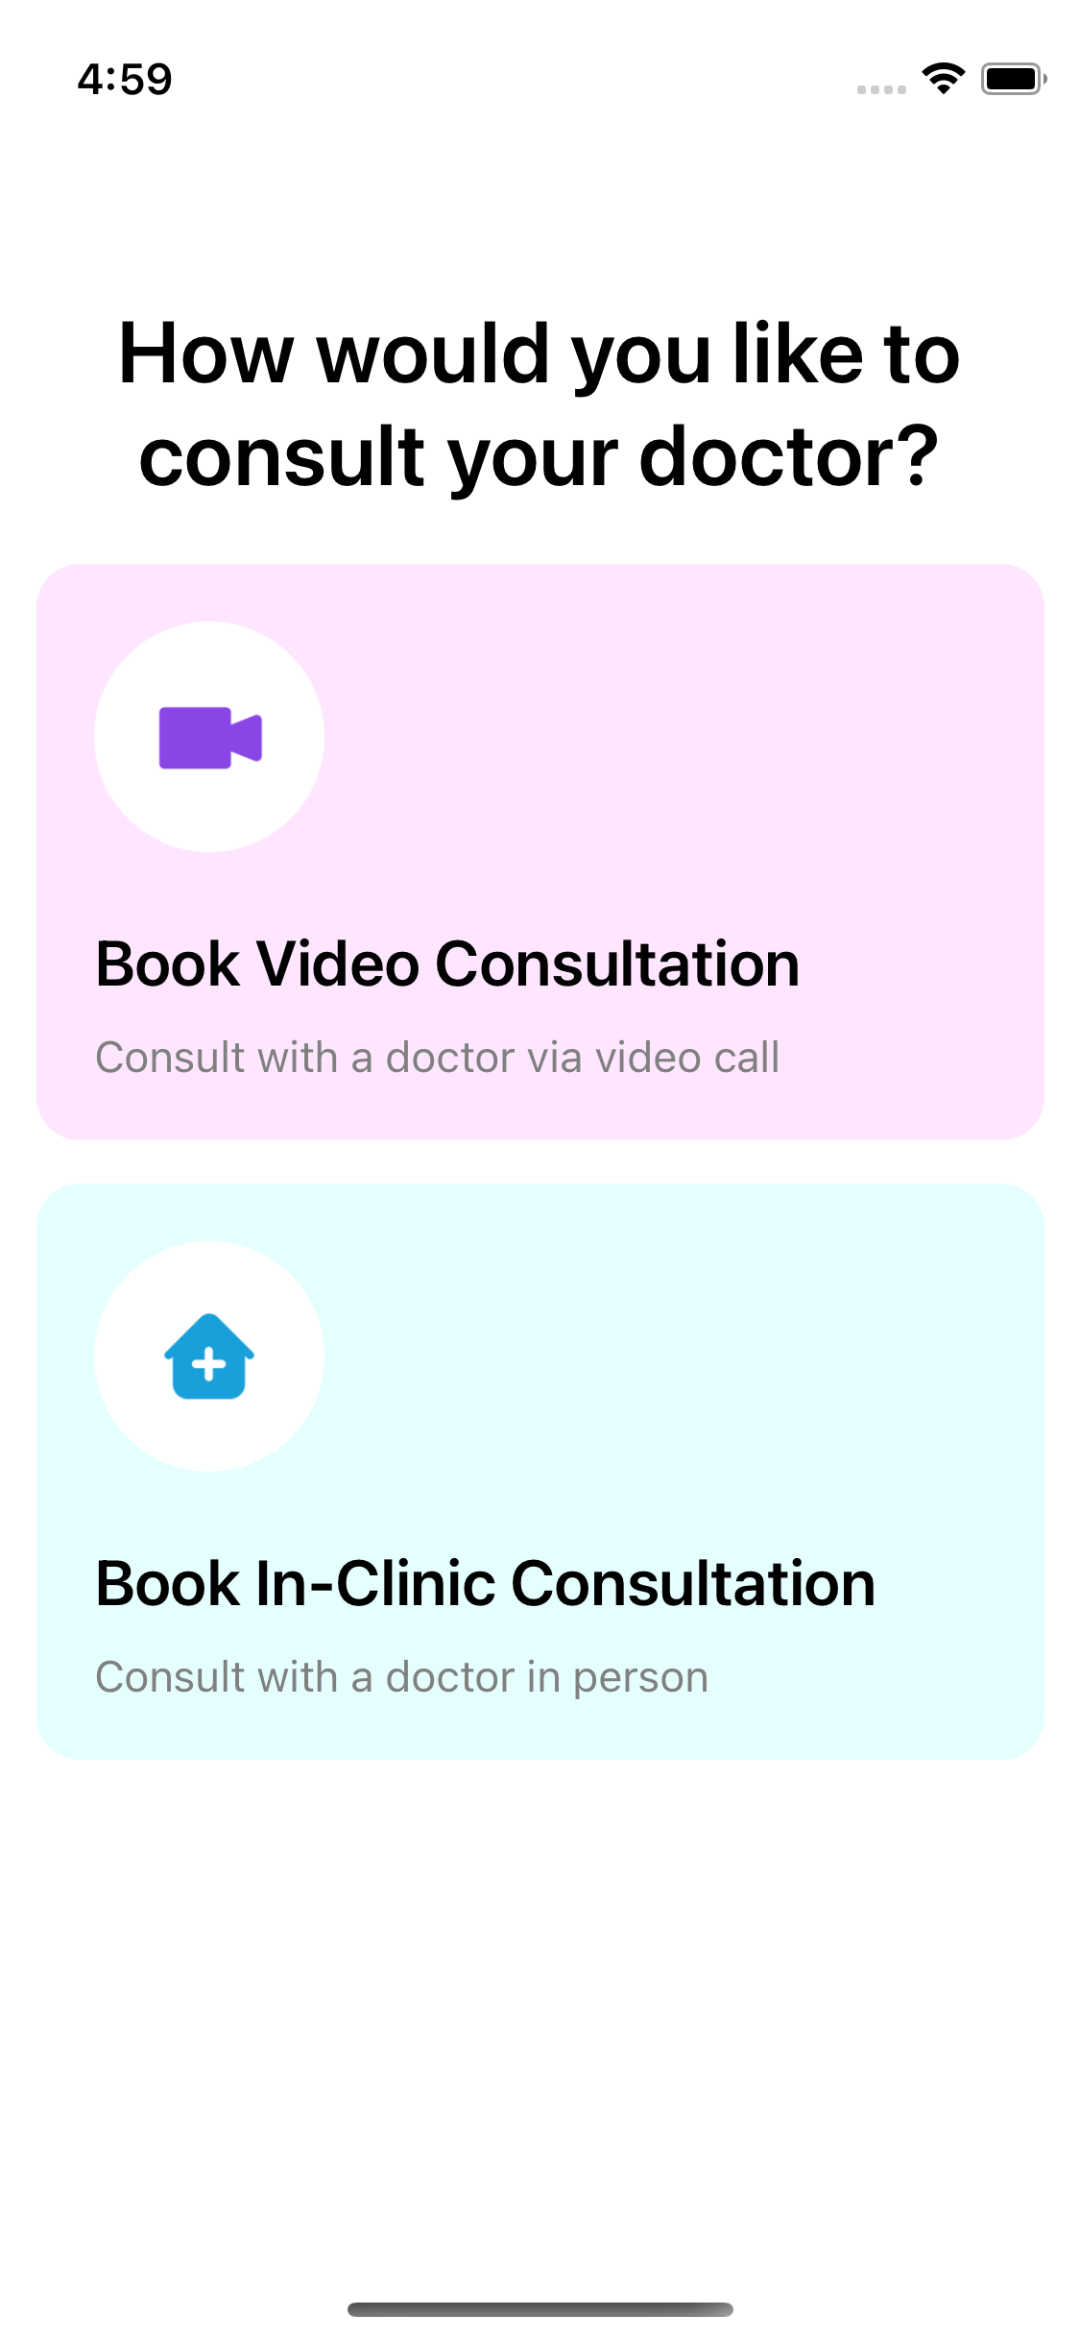 4:59
How would you like to
consult your doctor?
Book Video Consultation
Consult with a doctor via video call
Book In-Clinic Consultation
Consult with a doctor in person